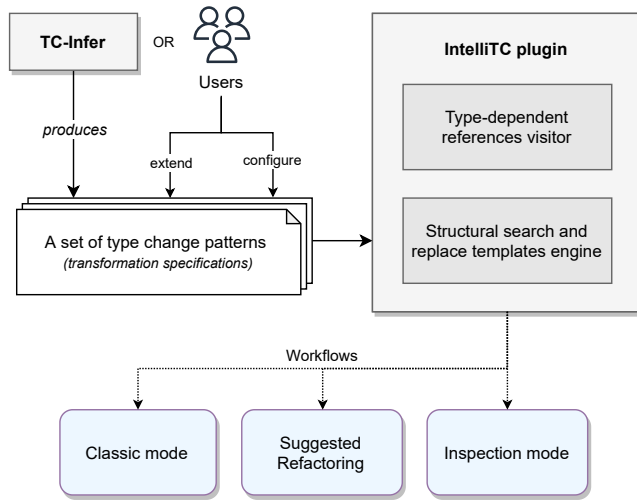 TC-Infer
OR
Users
produces
extend
configure
A set of type change patterns
(transformation specifications)
IntelliTC plugin
Type-dependent
references visitor
Structural search and
replace templates engine
Workflows
Classic mode
Suggested
Refactoring
Inspection mode